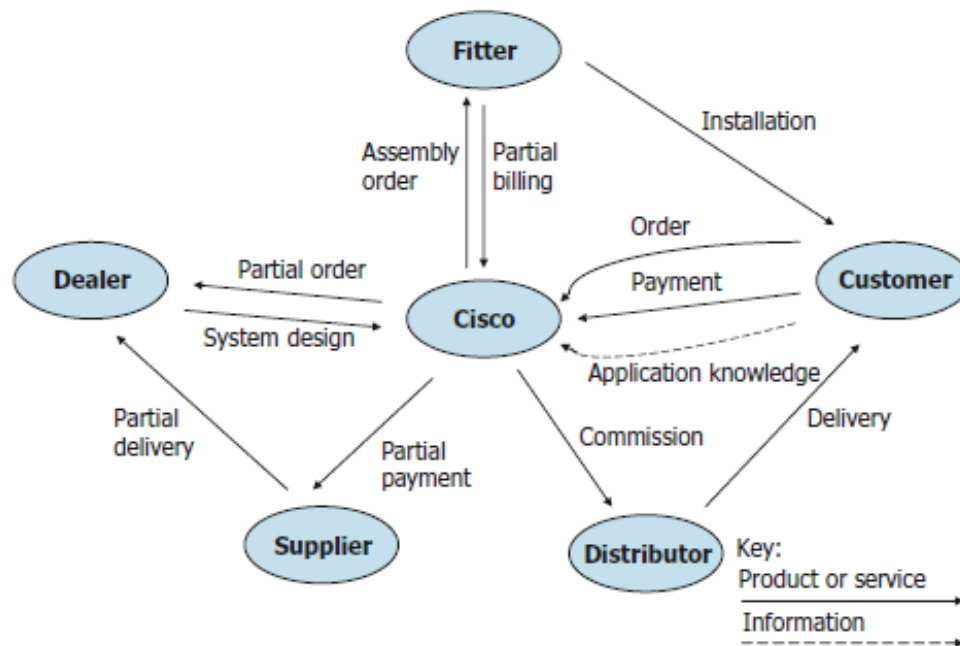 Fitter
Installation
Assembly
order
Partial
billing
Order
Dealer
Partial order
Payment
Customer
Cisco
System design
Application knowledge
Partial
delivery
Commission
Delivery
Partial
payment
Supplier
Distributor
Key:
Product or service
Information